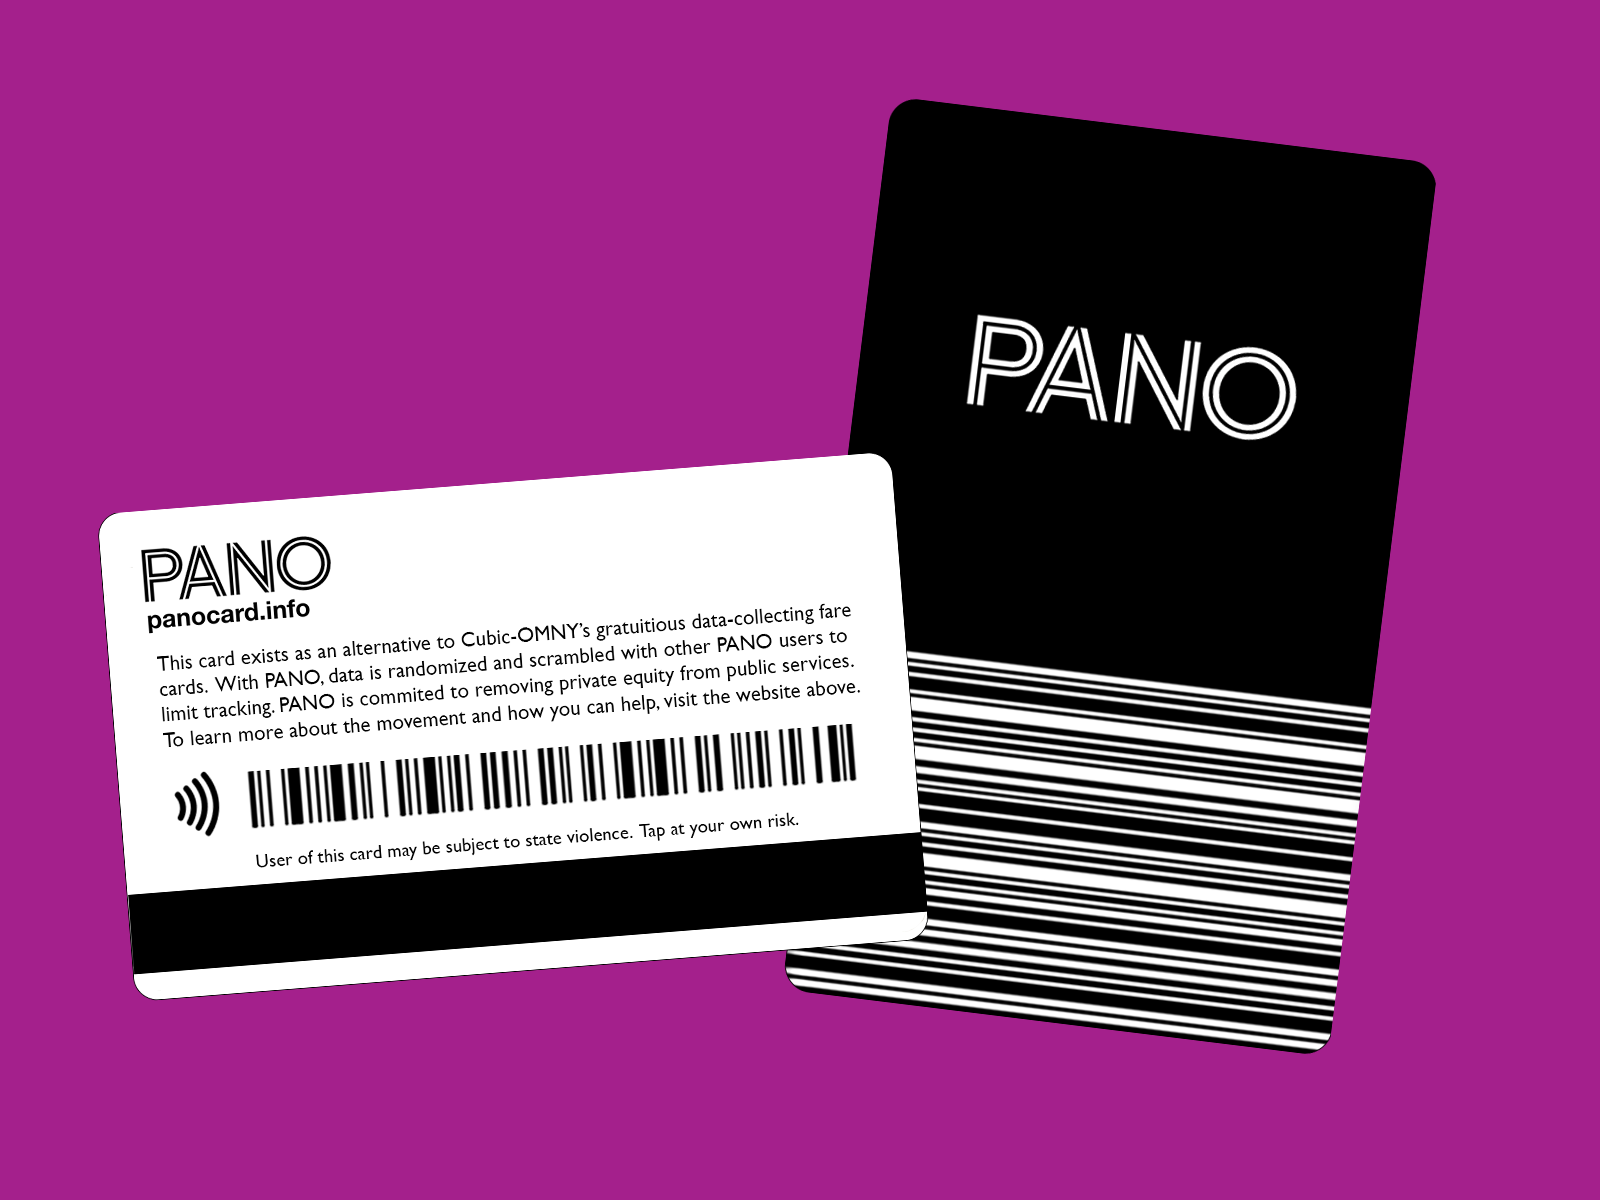 PANO
PANO
panocard.info
This card exists as an alternative to Cubic-OMNY's gratuitious data-collecting fare
cards. With PANO, data is randomized and scrambled with other PANO users to
limit tracking. PANO is commited to removing private equity from public services.
To learn more about the movement and how you can help, visit the website above.
User of this card may be subject to state violence. Tap at your own risk.